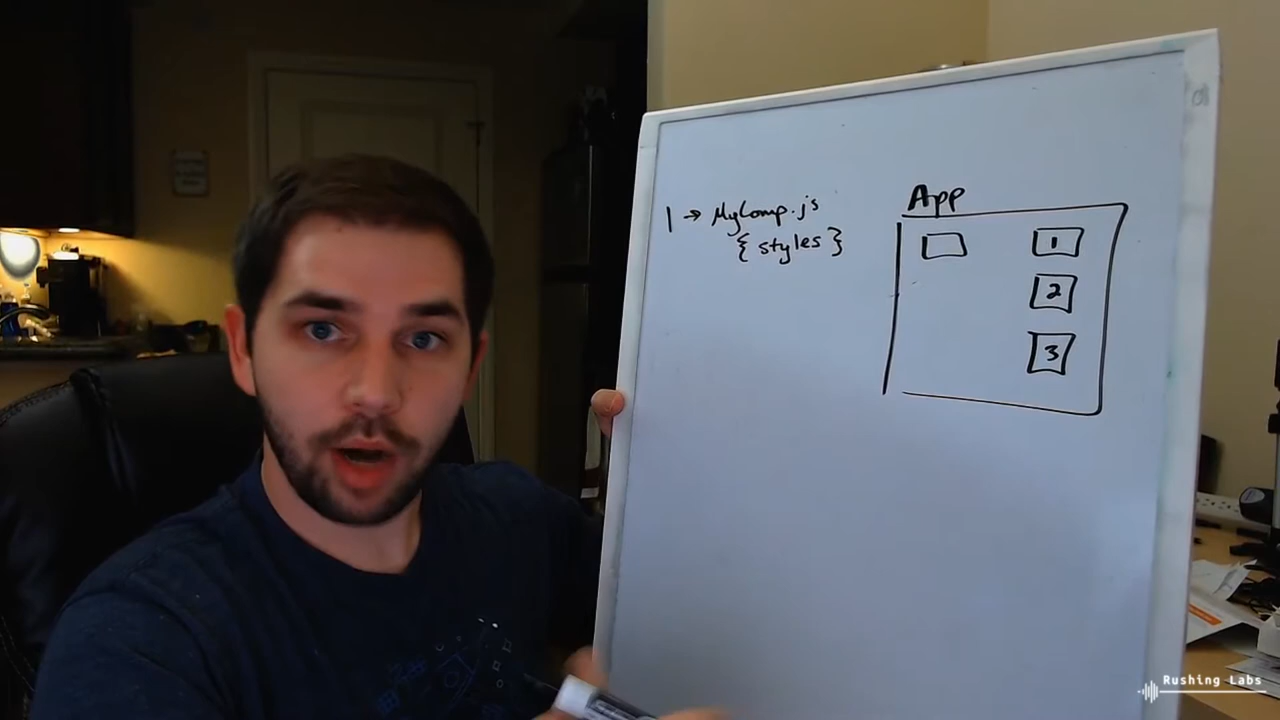 1 → MyComp.js
{ styles }
App
1
2
3
Rushing Labs